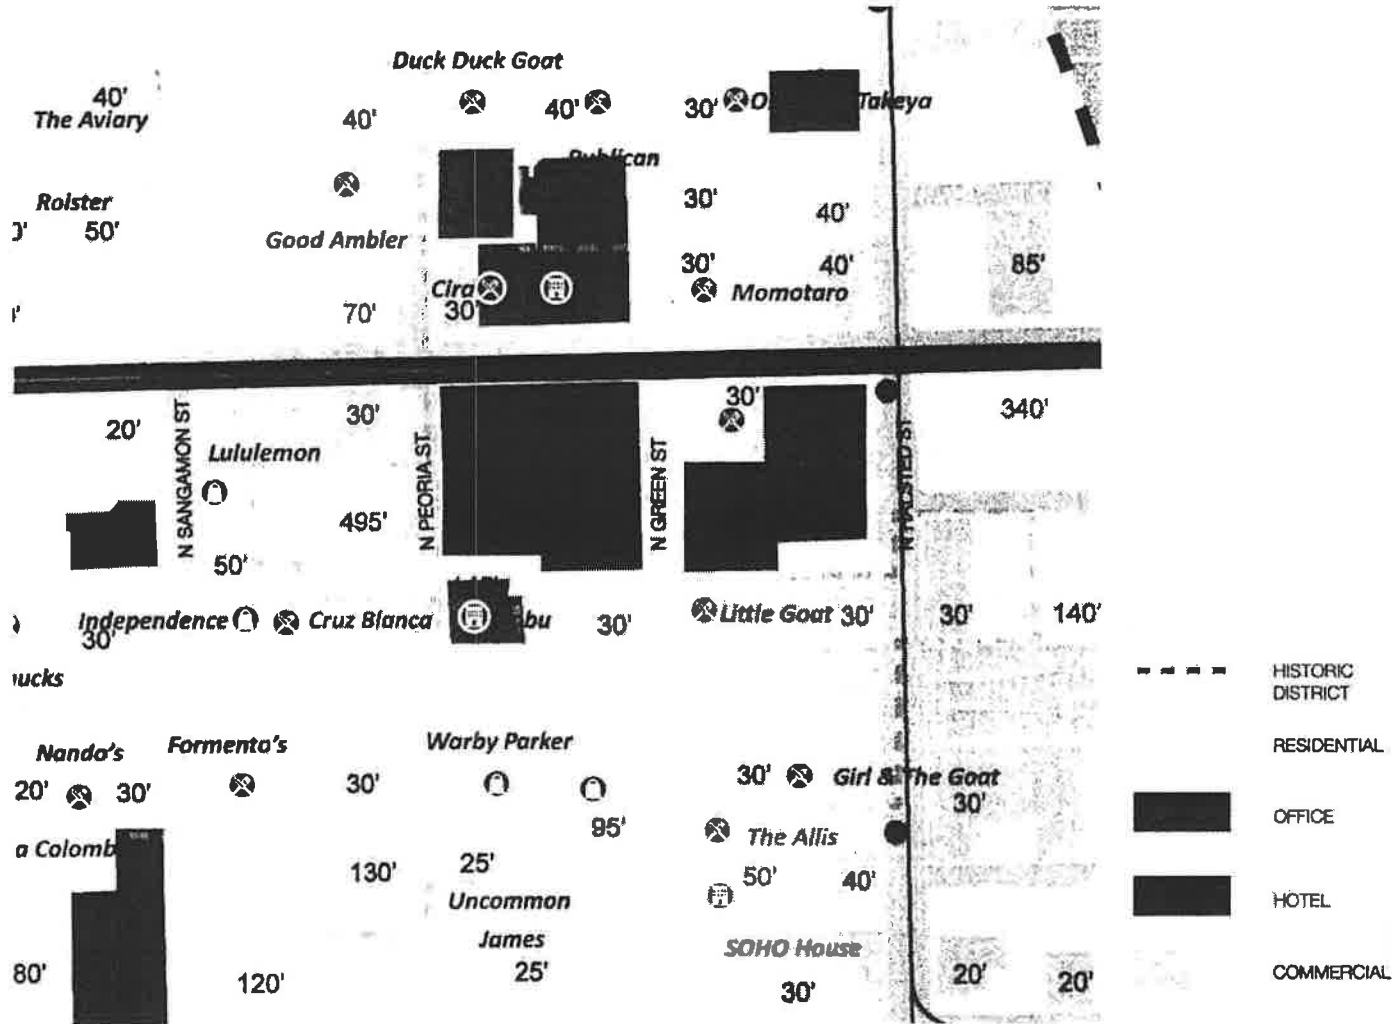 Duck Duck Goat
40'
The Aviary
40'
40'
30'
Takeya
Publican
Roister
50'
30'
40'
Good Ambler
Cira
30'
70'
30'
Momotaro
40'
85'
20'
N SANGAMON ST
30'
N PEORIA ST.
N GREEN ST
30'
N HALSTED ST
340'
Lululemon
495'
50'
Independence
30'
Cruz Blanca
30'
Little Goat
30'
30'
140'
HISTORIC
DISTRICT
RESIDENTIAL
OFFICE
HOTEL
COMMERCIAL
Nando's
Formento's
Warby Parker
20'
30'
30'
95'
30'
Girl & The Goat
30'
The Allis
130'
25'
50'
40'
Uncommon
James
25'
SOHO House
30'
80'
120'
20'
20'